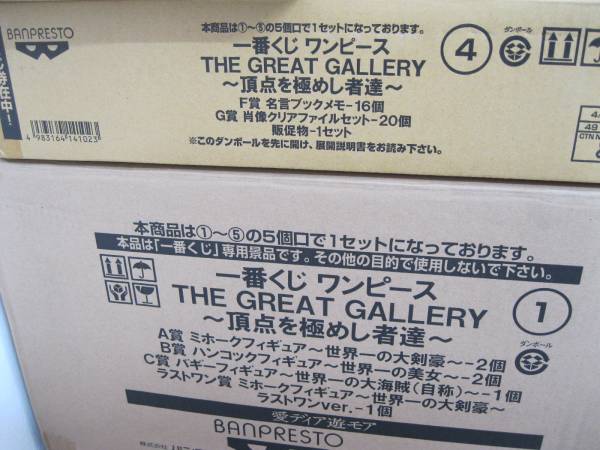 BANPRESTO
券在中！
本商品は①～⑤の5個口で1セットになっております。
一番くじ ワンピース
THE GREAT GALLERY
～頂点を極めし者達～
F賞 名言ブックメモ-16個
G賞 肖像クリアファイルセット-20個
販促物-1セット
※このダンボールを先に開け、展開説明書をお読み下さい。
④
ダンボール
4 983164 141023
本商品は①～⑤の5個口で1セットになっております。
本品は「一番くじ」専用景品です。その他の目的で使用しないで下さい。
一番くじ ワンピース
THE GREAT GALLERY
～頂点を極めし者達～
①
ダンボール
A賞 ミホークフィギュア～世界一の大剣豪～-2個
B賞 ハンコックフィギュア～世界一の美女～-2個
C賞 バギーフィギュア～世界一の大海賊(自称)～-1個
ラストワン賞 ミホークフィギュア～世界一の大剣豪～
ラストワンver.-1個
愛ディア遊モア
BANPRESTO